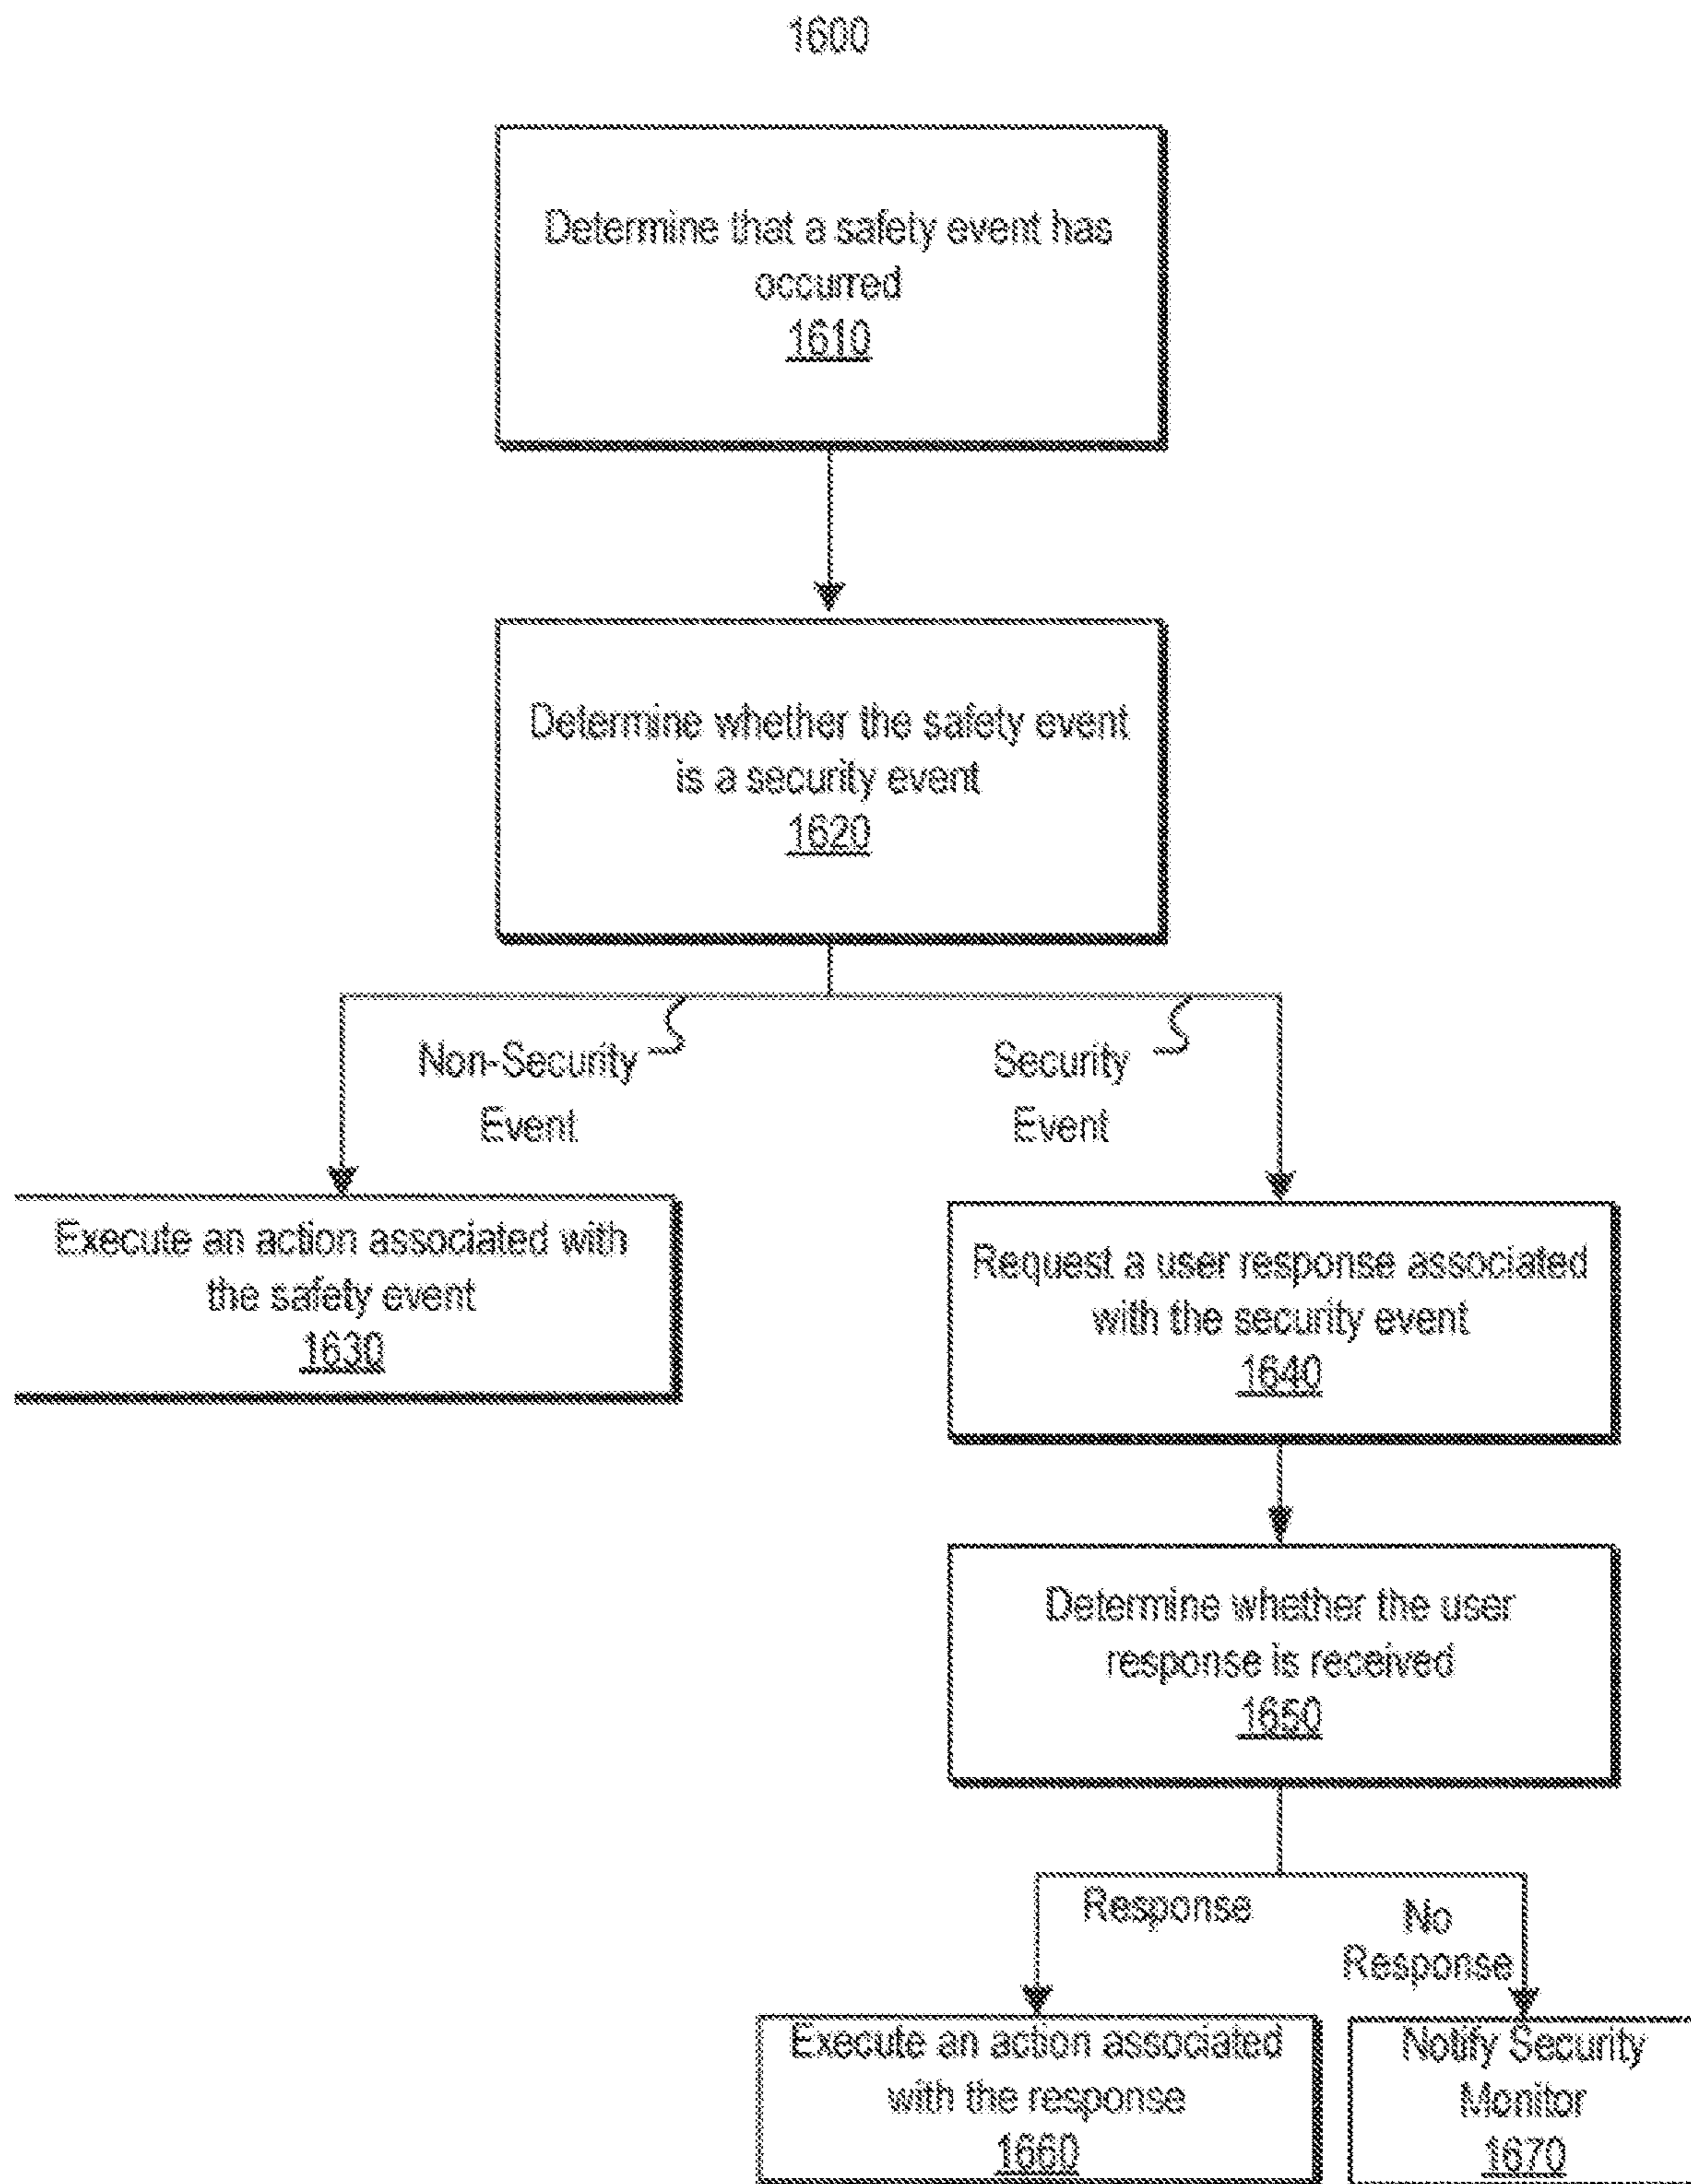 1600
Determine that a safety event has
occurred
1610
Determine whether the safety event
is a security event
1620
Non-Security
Event
Security
Event
Execute an action associated with
the safety event
1630
Request a user response associated
with the security event
1640
Determine whether the user
response is received
1650
Response
No
Response
Execute an action associated
with the response
1660
Notify Security
Monitor
1670